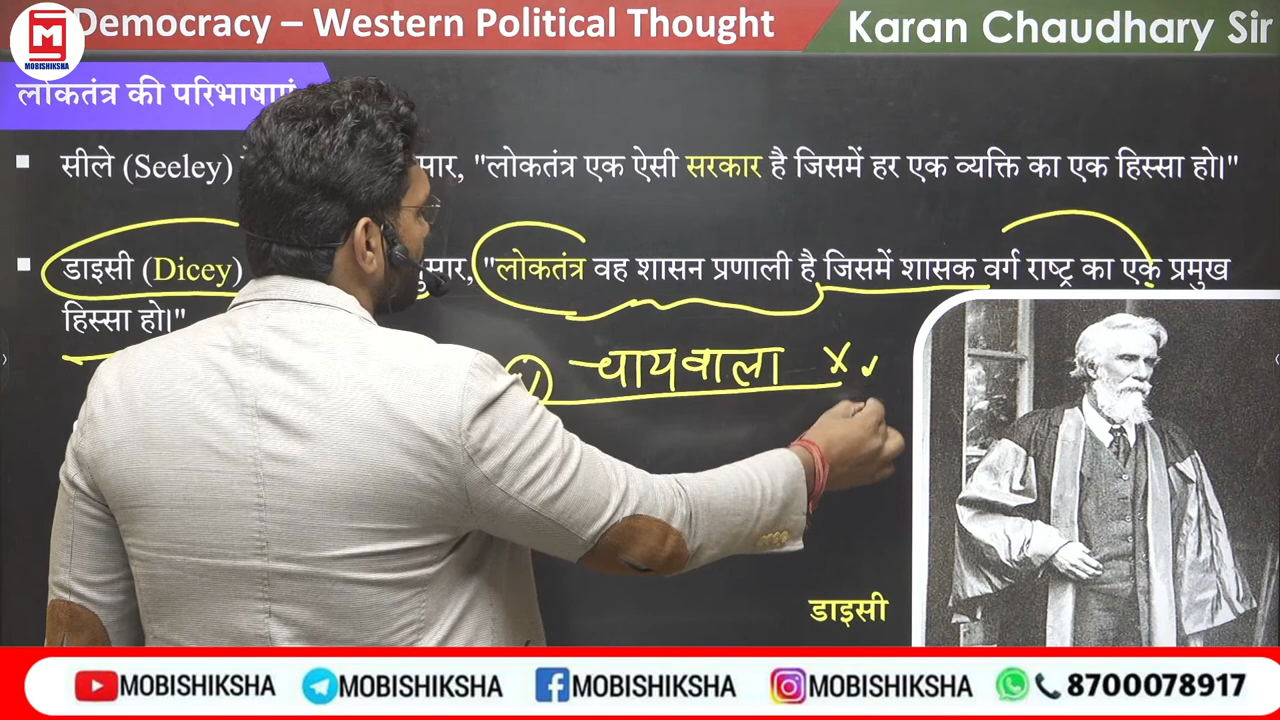 Democracy – Western Political Thought
Karan Chaudhary Sir
M
MOBISHIKSHA
लोकतंत्र की परिभाषाएं
▪ सीले (Seeley) "लोकतंत्र एक ऐसी सरकार है जिसमें हर एक व्यक्ति का एक हिस्सा हो।"
▪ डाइसी (Dicey) "लोकतंत्र वह शासन प्रणाली है जिसमें शासक वर्ग राष्ट्र का एक प्रमुख
हिस्सा हो।"
चायवाला
डाइसी
MOBISHIKSHA MOBISHIKSHA MOBISHIKSHA MOBISHIKSHA 8700078917